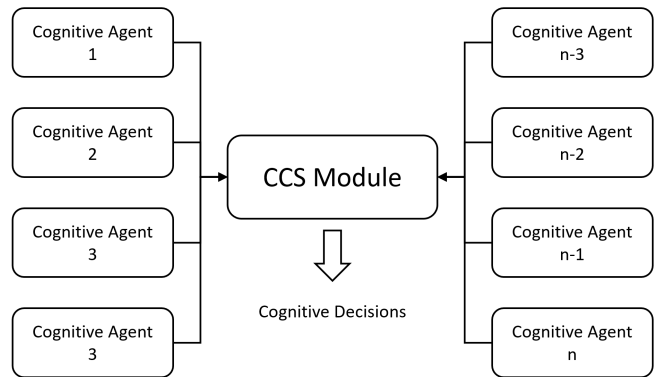 Cognitive Agent
1
Cognitive Agent
2
Cognitive Agent
3
Cognitive Agent
3
CCS Module
Cognitive Decisions
Cognitive Agent
n-3
Cognitive Agent
n-2
Cognitive Agent
n-1
Cognitive Agent
n